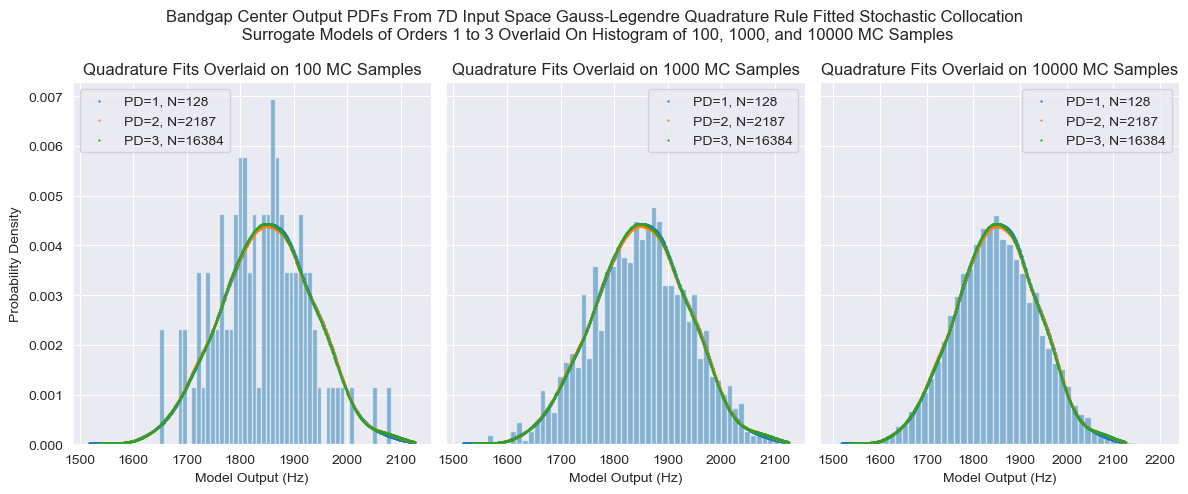 Bandgap Center Output PDFs From 7D Input Space Gauss-Legendre Quadrature Rule Fitted Stochastic Collocation
Surrogate Models of Orders 1 to 3 Overlaid On Histogram of 100, 1000, and 10000 MC Samples
Quadrature Fits Overlaid on 100 MC Samples
PD=1, N=128
PD=2, N=2187
PD=3, N=16384
0.007
0.006
0.005
0.004
0.003
0.002
0.001
0.000
Probability Density
1500 1600 1700 1800 1900 2000 2100
Model Output (Hz)
Quadrature Fits Overlaid on 1000 MC Samples
PD=1, N=128
PD=2, N=2187
PD=3, N=16384
1500 1600 1700 1800 1900 2000 2100
Model Output (Hz)
Quadrature Fits Overlaid on 10000 MC Samples
PD=1, N=128
PD=2, N=2187
PD=3, N=16384
1500 1600 1700 1800 1900 2000 2100 2200
Model Output (Hz)